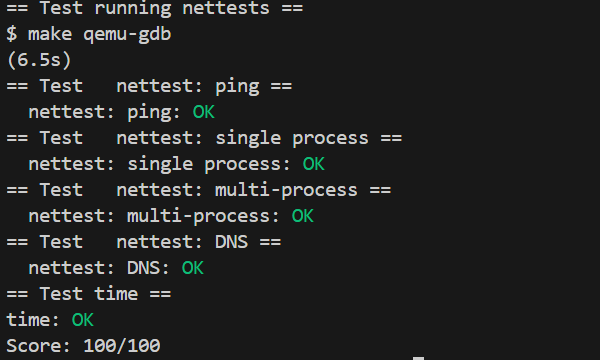 == Test running nettests ==
$ make qemu-gdb
(6.5s)
== Test   nettest: ping ==
  nettest: ping: OK
== Test   nettest: single process ==
  nettest: single process: OK
== Test   nettest: multi-process ==
  nettest: multi-process: OK
== Test   nettest: DNS ==
  nettest: DNS: OK
== Test time ==
time: OK
Score: 100/100